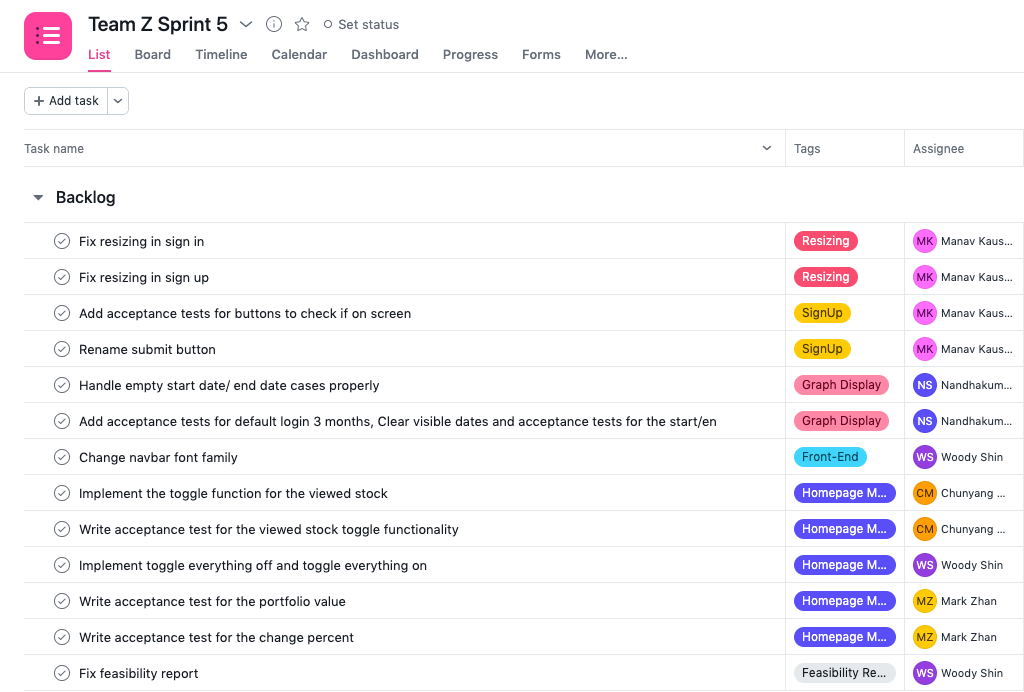 Team Z Sprint 5 Set status
List Board Timeline Calendar Dashboard Progress Forms More...
+ Add task
Task name Tags Assignee
Backlog
Fix resizing in sign in Resizing MK Manav Kaus...
Fix resizing in sign up Resizing MK Manav Kaus...
Add acceptance tests for buttons to check if on screen SignUp MK Manav Kaus...
Rename submit button SignUp MK Manav Kaus...
Handle empty start date/ end date cases properly Graph Display NS Nandhakum...
Add acceptance tests for default login 3 months, Clear visible dates and acceptance tests for the start/en Graph Display NS Nandhakum...
Change navbar font family Front-End WS Woody Shin
Implement the toggle function for the viewed stock Homepage M... CM Chunyang ...
Write acceptance test for the viewed stock toggle functionality Homepage M... CM Chunyang ...
Implement toggle everything off and toggle everything on Homepage M... WS Woody Shin
Write acceptance test for the portfolio value Homepage M... MZ Mark Zhan
Write acceptance test for the change percent Homepage M... MZ Mark Zhan
Fix feasibility report Feasibility Re... WS Woody Shin